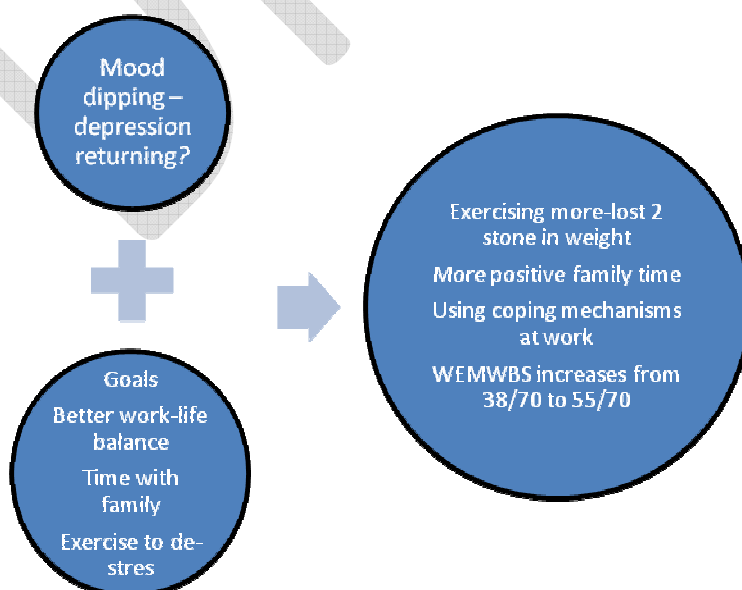 Mood
dipping –
depression
returning?
Goals
Better work-life
balance
Time with
family
Exercise to de-
stres
Exercising more-lost 2
stone in weight
More positive family time
Using coping mechanisms
at work
WEMWBS increases from
38/70 to 55/70